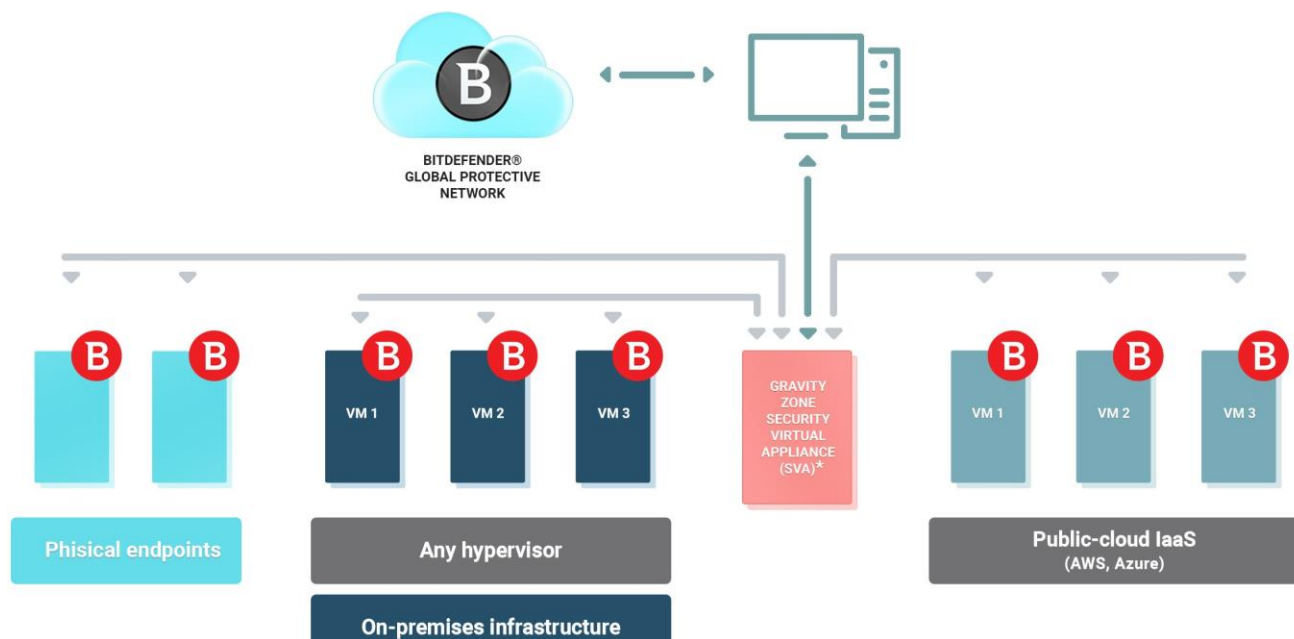 B
BITDEFENDER®
GLOBAL PROTECTIVE
NETWORK
B
B
B
B
B
B
B
B
VM 1
VM 2
VM 3
GRAVITY
ZONE
SECURITY
VIRTUAL
APPLIANCE
(SVA)*
VM 1
VM 2
VM 3
Phisical endpoints
Any hypervisor
Public-cloud IaaS
(AWS, Azure)
On-premises infrastructure